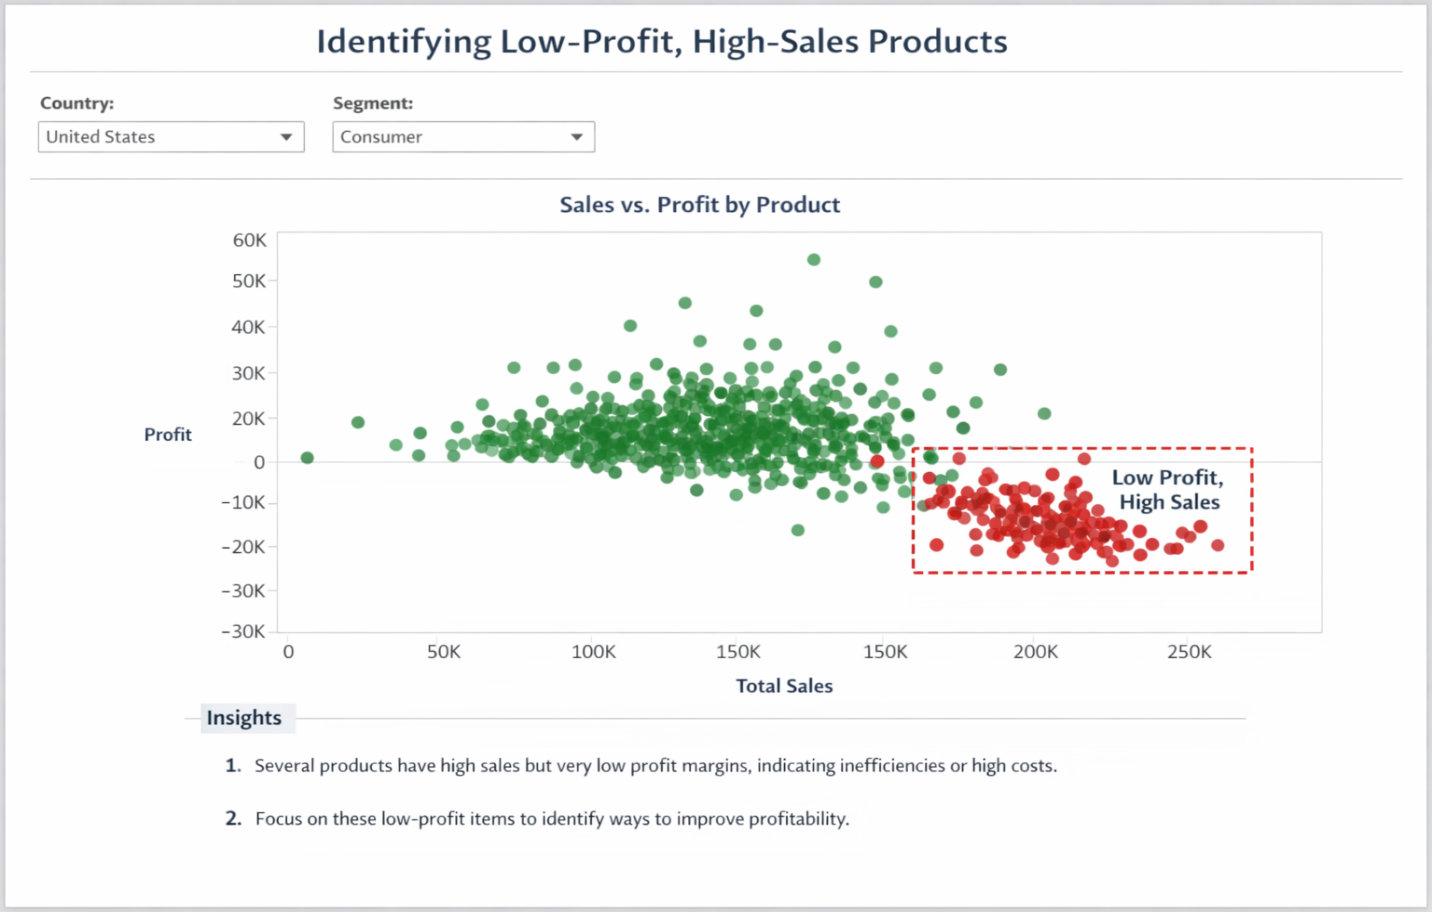 Identifying Low-Profit, High-Sales Products
Country:
Segment:
United States
Consumer
Sales vs. Profit by Product
60K
50K
40K
30K
20K
0
−10K
−20K
−30K
−30K
Profit
Low Profit,
High Sales
0
50K
100K
150K
150K
200K
250K
Total Sales
Insights
1. Several products have high sales but very low profit margins, indicating inefficiencies or high costs.
2. Focus on these low-profit items to identify ways to improve profitability.